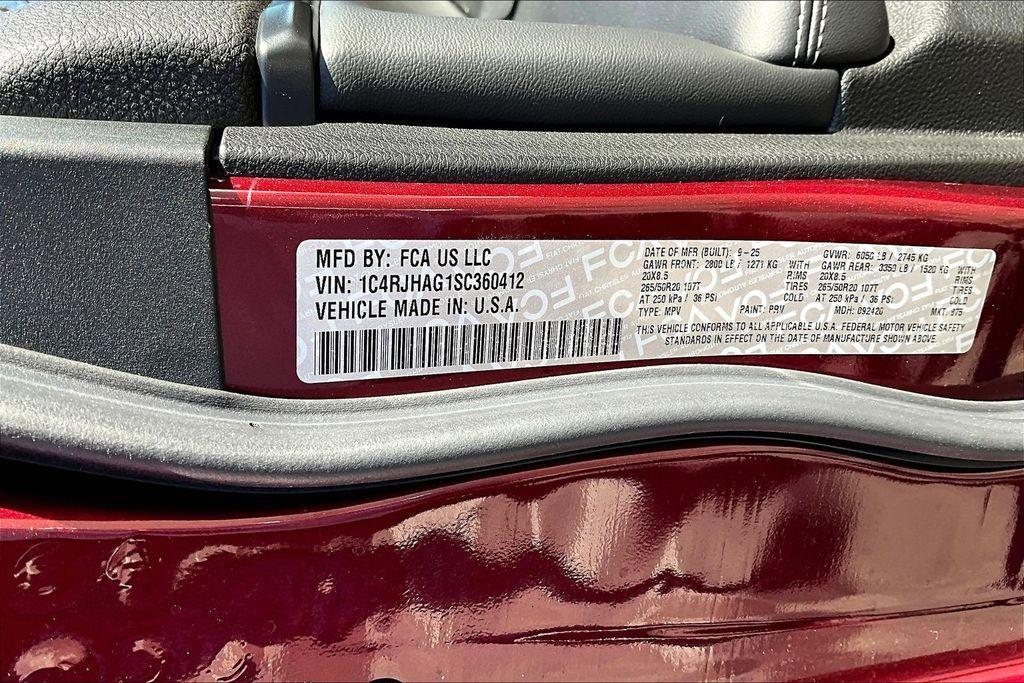 MFD BY: FCA US LLC
VIN: 1C4RJHAG1SC360412
VEHICLE MADE IN: U.S.A.
DATE OF MFR (BUILT): 9-25 GVWR: 6050 LB / 2745 KG
GAWR FRONT: 2800 LB / 1271 KG WITH GAWR REAR: 3350 LB / 1520 KG WITH
20X8.5 RIMS 20X8.5 RIMS
265/50R20 107T TIRES 265/50R20 107T TIRES
AT 250 kPa / 36 PSI COLD AT 250 kPa / 36 PSI COLD
TYPE: MPV PAINT: PRV MDH: 092420 MKT: 975
THIS VEHICLE CONFORMS TO ALL APPLICABLE U.S.A. FEDERAL MOTOR VEHICLE SAFETY
STANDARDS IN EFFECT ON THE DATE OF MANUFACTURE SHOWN ABOVE.